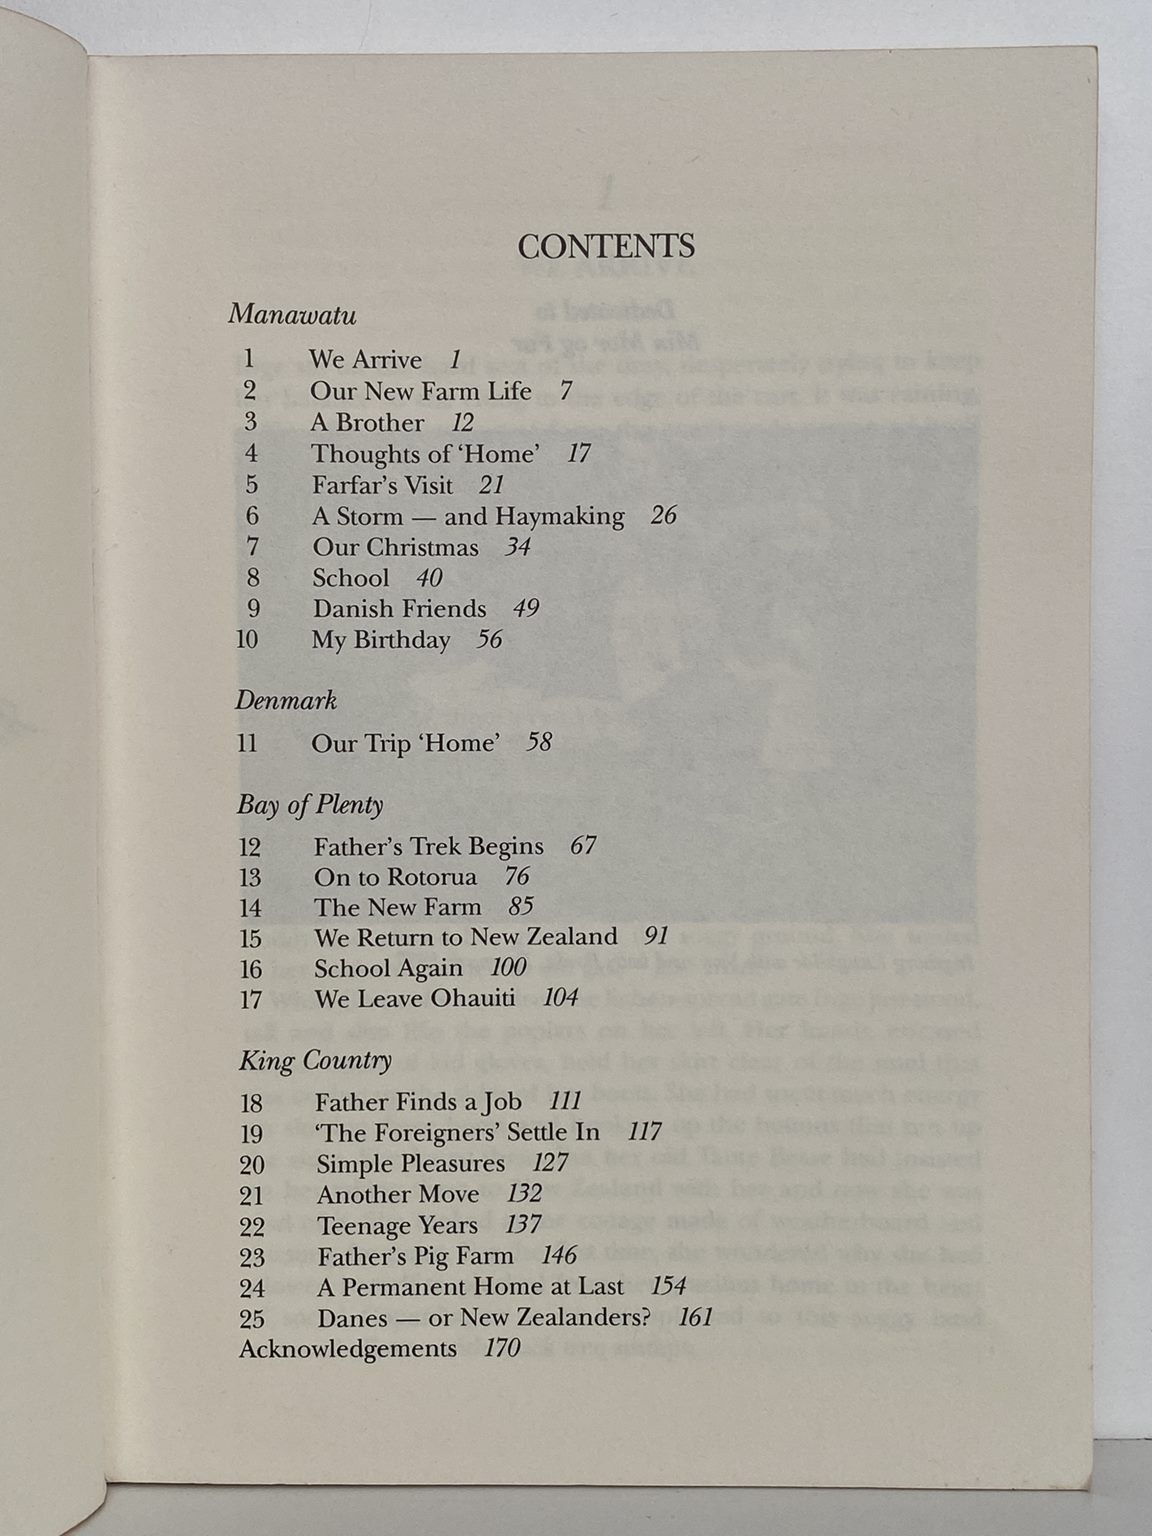 CONTENTS
Manawatu
1 We Arrive 1
2 Our New Farm Life 7
3 A Brother 12
4 Thoughts of ‘Home’ 17
5 Farfar’s Visit 21
6 A Storm — and Haymaking 26
7 Our Christmas 34
8 School 40
9 Danish Friends 49
10 My Birthday 56
Denmark
11 Our Trip ‘Home’ 58
Bay of Plenty
12 Father’s Trek Begins 67
13 On to Rotorua 76
14 The New Farm 85
15 We Return to New Zealand 91
16 School Again 100
17 We Leave Ohauiti 104
King Country
18 Father Finds a Job 111
19 ‘The Foreigners’ Settle In 117
20 Simple Pleasures 127
21 Another Move 132
22 Teenage Years 137
23 Father’s Pig Farm 146
24 A Permanent Home at Last 154
25 Danes — or New Zealanders? 161
Acknowledgements 170